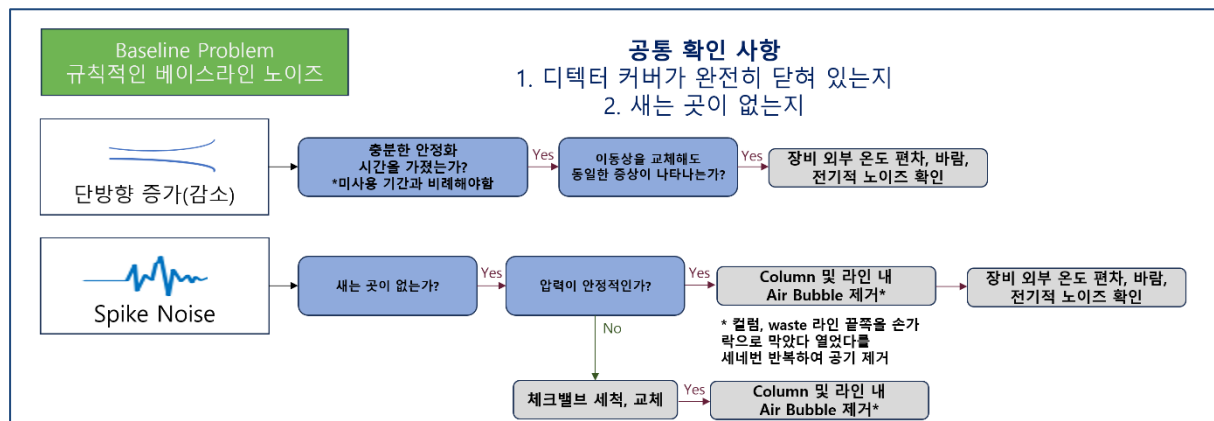 Baseline Problem
규칙적인 베이스라인 노이즈
공통 확인 사항
1. 디텍터 커버가 완전히 닫혀 있는지
2. 새는 곳이 없는지
단방향 증가(감소)
충분한 안정화
시간을 가졌는가?
*미사용 기간과 비례해야함
Yes
이동상을 교체해도
동일한 증상이 나타나는가?
Yes
장비 외부 온도 편차, 바람,
전기적 노이즈 확인
Spike Noise
새는 곳이 없는가?
Yes
압력이 안정적인가?
Yes
Column 및 라인 내
Air Bubble 제거*
장비 외부 온도 편차, 바람,
전기적 노이즈 확인
* 컬럼, waste 라인 끝쪽을 손가
락으로 막았다 열었다를
세네번 반복하여 공기 제거
No
체크밸브 세척, 교체
Yes
Column 및 라인 내
Air Bubble 제거*